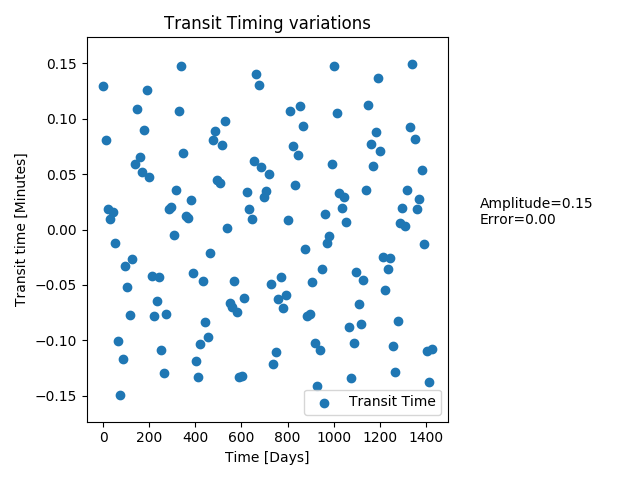 Transit Timing variations
Transit time [Minutes]
0.15
0.10
0.05
0.00
−0.05
−0.10
−0.15
Amplitude=0.15
Error=0.00
Transit Time
0 200 400 600 800 1000 1200 1400
Time [Days]